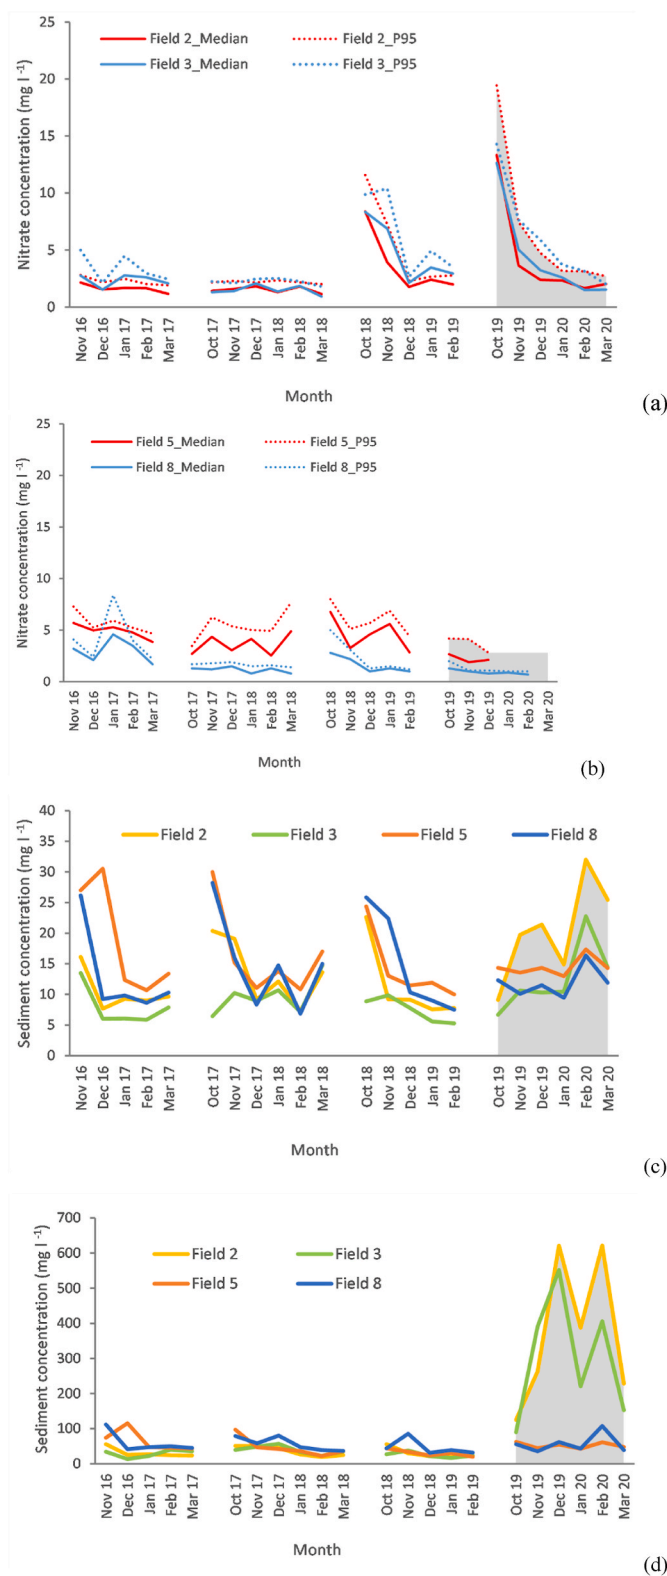 25
20
15
10
5
0
Nitrate concentration (mg l -1)
Field 2_Median
Field 2_P95
Field 3_Median
Field 3_P95
Nov 16
Dec 16
Jan 17
Feb 17
Mar 17
Oct 17
Nov 17
Dec 17
Jan 18
Feb 18
Mar 18
Oct 18
Nov 18
Dec 18
Jan 19
Feb 19
Oct 19
Nov 19
Dec 19
Jan 20
Feb 20
Mar 20
Month
(a)
25
20
15
10
5
0
Nitrate concentration (mg l -1)
Field 5_Median
Field 5_P95
Field 8_Median
Field 8_P95
Nov 16
Dec 16
Jan 17
Feb 17
Mar 17
Oct 17
Nov 17
Dec 17
Jan 18
Feb 18
Mar 18
Oct 18
Nov 18
Dec 18
Jan 19
Feb 19
Oct 19
Nov 19
Dec 19
Jan 20
Feb 20
Mar 20
Month
(b)
40
35
30
25
20
15
10
5
0
Sediment concentration (mg l -1)
Field 2
Field 3
Field 5
Field 8
Nov 16
Dec 16
Jan 17
Feb 17
Mar 17
Oct 17
Nov 17
Dec 17
Jan 18
Feb 18
Mar 18
Oct 18
Nov 18
Dec 18
Jan 19
Feb 19
Oct 19
Nov 19
Dec 19
Jan 20
Feb 20
Mar 20
Month
(c)
700
600
500
400
300
200
100
0
Sediment concentration (mg l -1)
Field 2
Field 3
Field 5
Field 8
Nov 16
Dec 16
Jan 17
Feb 17
Mar 17
Oct 17
Nov 17
Dec 17
Jan 18
Feb 18
Mar 18
Oct 18
Nov 18
Dec 18
Jan 19
Feb 19
Oct 19
Nov 19
Dec 19
Jan 20
Feb 20
Mar 20
Month
(d)